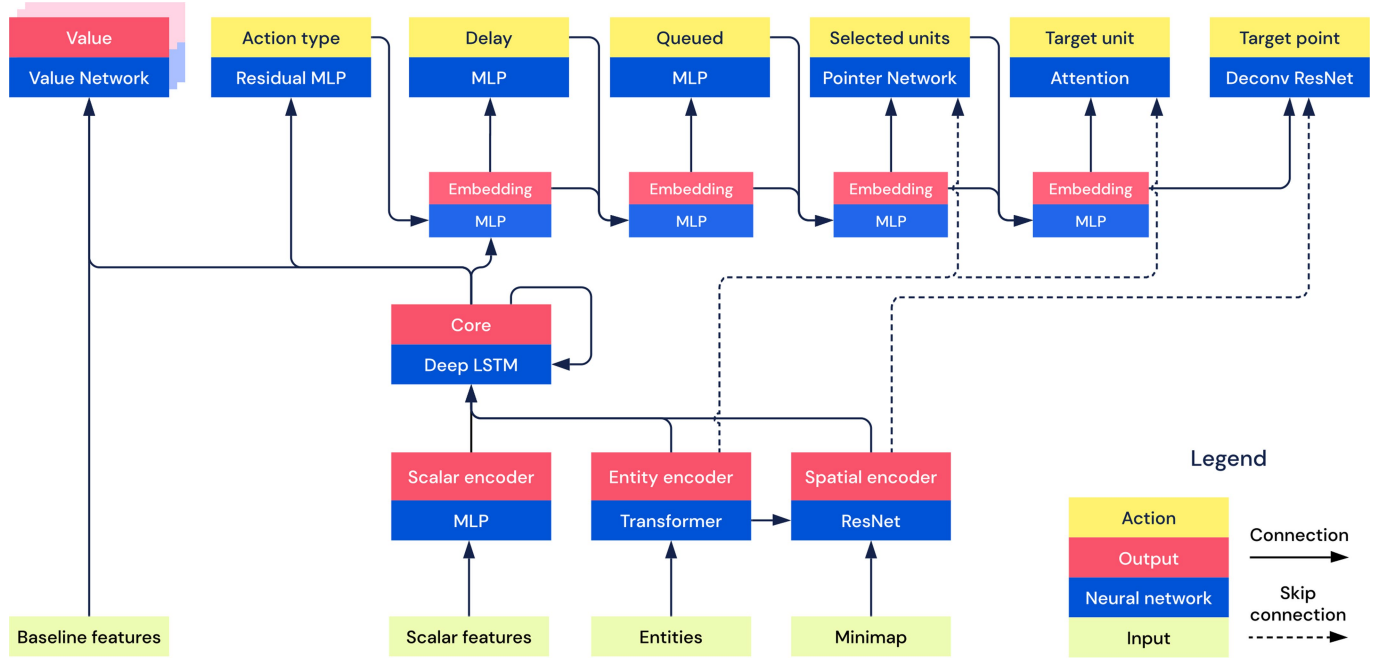 Value
Value Network
Action type
Residual MLP
Delay
MLP
Queued
MLP
Selected units
Pointer Network
Target unit
Attention
Target point
Deconv ResNet
Embedding
MLP
Embedding
MLP
Embedding
MLP
Embedding
MLP
Core
Deep LSTM
Scalar encoder
MLP
Entity encoder
Transformer
Spatial encoder
ResNet
Baseline features
Scalar features
Entities
Minimap
Legend
Action
Output
Neural network
Input
Connection
Skip
connection